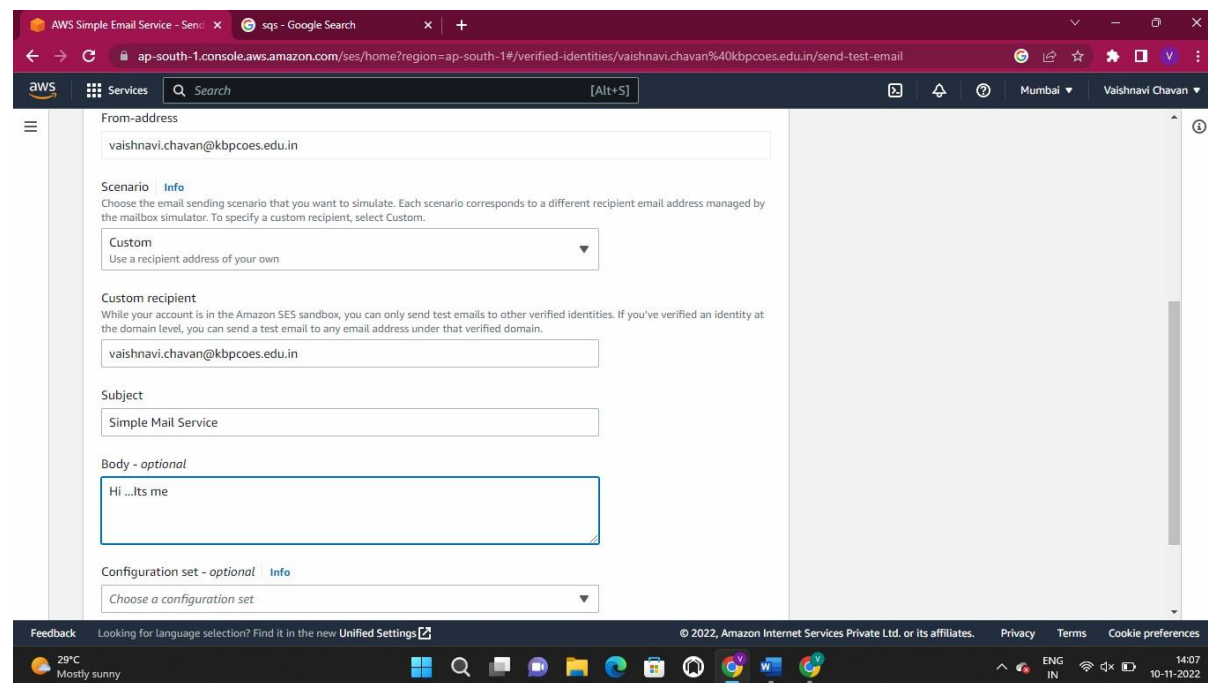 AWS Simple Email Service - Send
sqs - Google Search
ap-south-1.console.aws.amazon.com/ses/home?region=ap-south-1#/verified-identities/vaishnavi.chavan%40kbpcoes.edu.in/send-test-email
V
aws
Services
Search
[Alt+S]
Mumbai
Vaishnavi Chavan
From-address
vaishnavi.chavan@kbpcoes.edu.in
Scenario Info
Choose the email sending scenario that you want to simulate. Each scenario corresponds to a different recipient email address managed by
the mailbox simulator. To specify a custom recipient, select Custom.
Custom
Use a recipient address of your own
Custom recipient
While your account is in the Amazon SES sandbox, you can only send test emails to other verified identities. If you've verified an identity at
the domain level, you can send a test email to any email address under that verified domain.
vaishnavi.chavan@kbpcoes.edu.in
Subject
Simple Mail Service
Body - optional
Hi ...Its me
Configuration set - optional Info
Choose a configuration set
Feedback Looking for language selection? Find it in the new Unified Settings © 2022, Amazon Internet Services Private Ltd. or its affiliates. Privacy Terms Cookie preferences
29°C
Mostly sunny
ENG
IN
14:07
10-11-2022